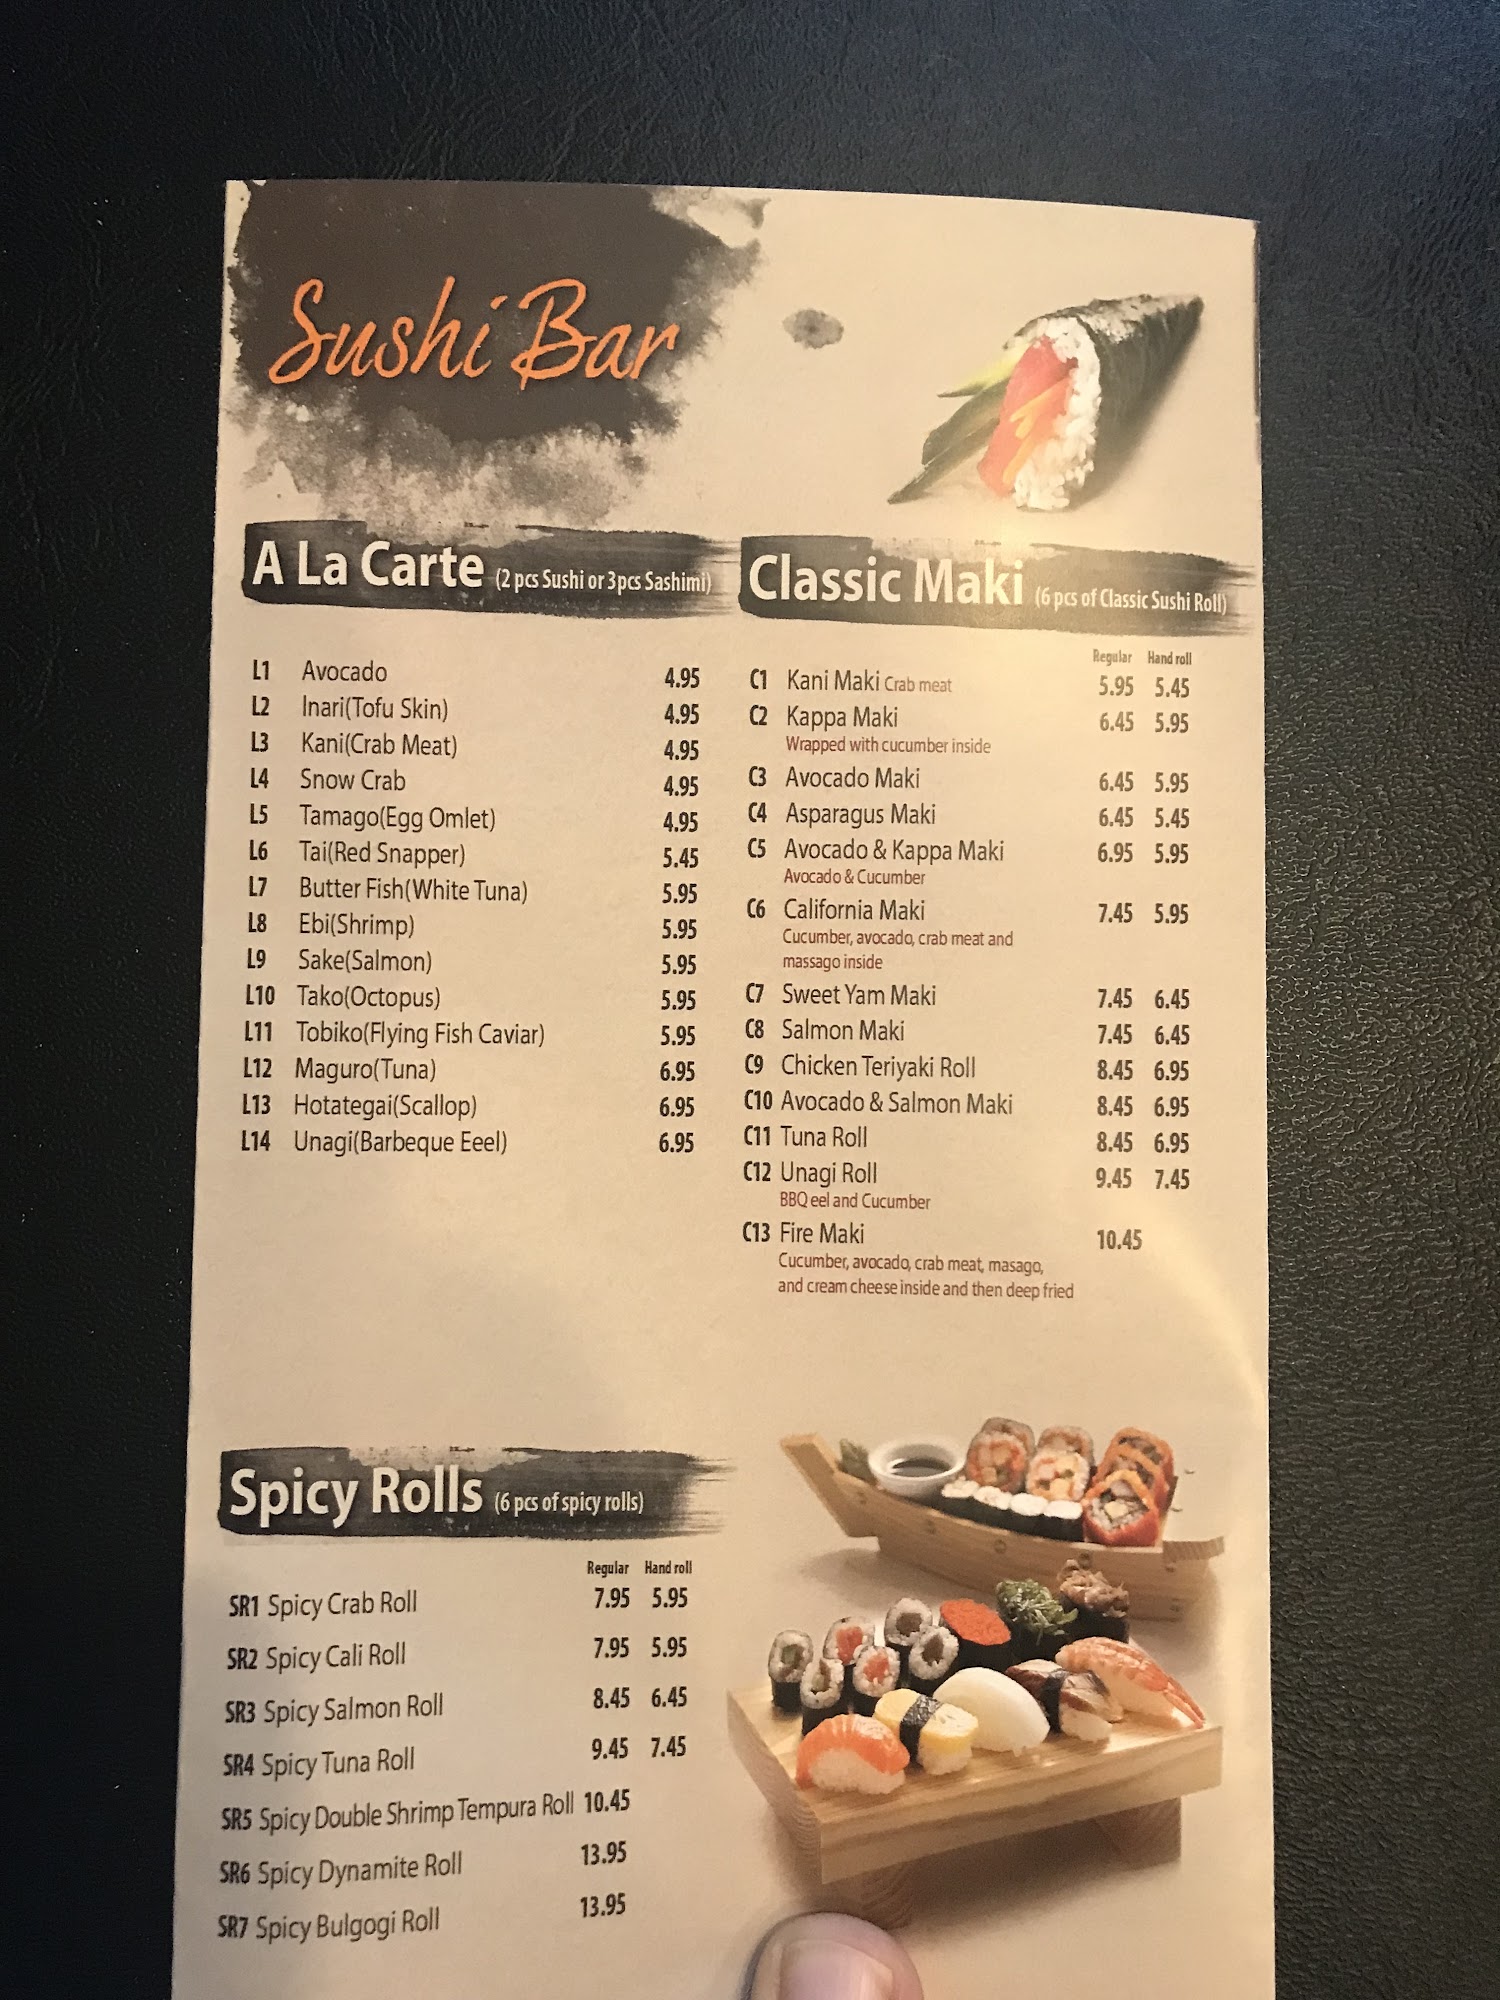 Sushi Bar
A La Carte (2 pcs Sushi or 3pcs Sashimi)
L1 Avocado 4.95
L2 Inari(Tofu Skin) 4.95
L3 Kani(Crab Meat) 4.95
L4 Snow Crab 4.95
L5 Tamago(Egg Omlet) 4.95
L6 Tai(Red Snapper) 5.45
L7 Butter Fish(White Tuna) 5.95
L8 Ebi(Shrimp) 5.95
L9 Sake(Salmon) 5.95
L10 Tako(Octopus) 5.95
L11 Tobiko(Flying Fish Caviar) 5.95
L12 Maguro(Tuna) 6.95
L13 Hotategai(Scallop) 6.95
L14 Unagi(Barbeque Eeel) 6.95
Classic Maki (6 pcs of Classic Sushi Roll)
Regular Hand roll
C1 Kani Maki Crab meat 5.95 5.45
C2 Kappa Maki 6.45 5.95
Wrapped with cucumber inside
C3 Avocado Maki 6.45 5.95
C4 Asparagus Maki 6.45 5.45
C5 Avocado & Kappa Maki 6.95 5.95
Avocado & Cucumber
C6 California Maki 7.45 5.95
Cucumber, avocado, crab meat and
massago inside
C7 Sweet Yam Maki 7.45 6.45
C8 Salmon Maki 7.45 6.45
C9 Chicken Teriyaki Roll 8.45 6.95
C10 Avocado & Salmon Maki 8.45 6.95
C11 Tuna Roll 8.45 6.95
C12 Unagi Roll 9.45 7.45
BBQ eel and Cucumber
C13 Fire Maki 10.45
Cucumber, avocado, crab meat, masago,
and cream cheese inside and then deep fried
Spicy Rolls (6 pcs of spicy rolls)
Regular Hand roll
SR1 Spicy Crab Roll 7.95 5.95
SR2 Spicy Cali Roll 7.95 5.95
SR3 Spicy Salmon Roll 8.45 6.45
SR4 Spicy Tuna Roll 9.45 7.45
SR5 Spicy Double Shrimp Tempura Roll 10.45
SR6 Spicy Dynamite Roll 13.95
SR7 Spicy Bulgogi Roll 13.95